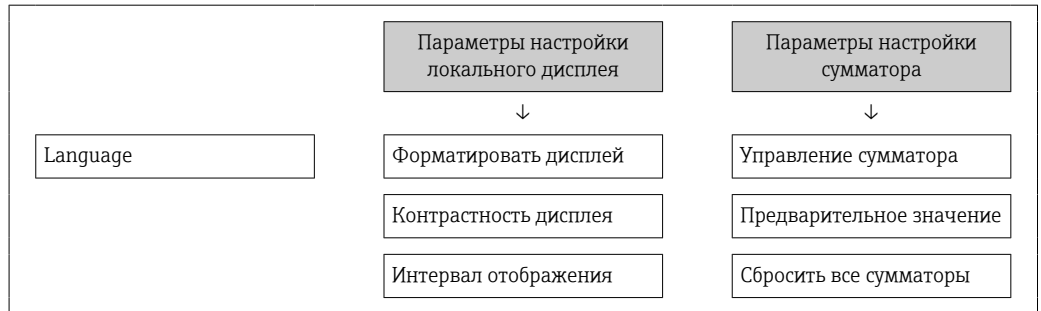 Параметры настройки
локального дисплея
Параметры настройки
сумматора
↓
↓
Language
Форматировать дисплей
Управление сумматора
Контрастность дисплея
Предварительное значение
Интервал отображения
Сбросить все сумматоры